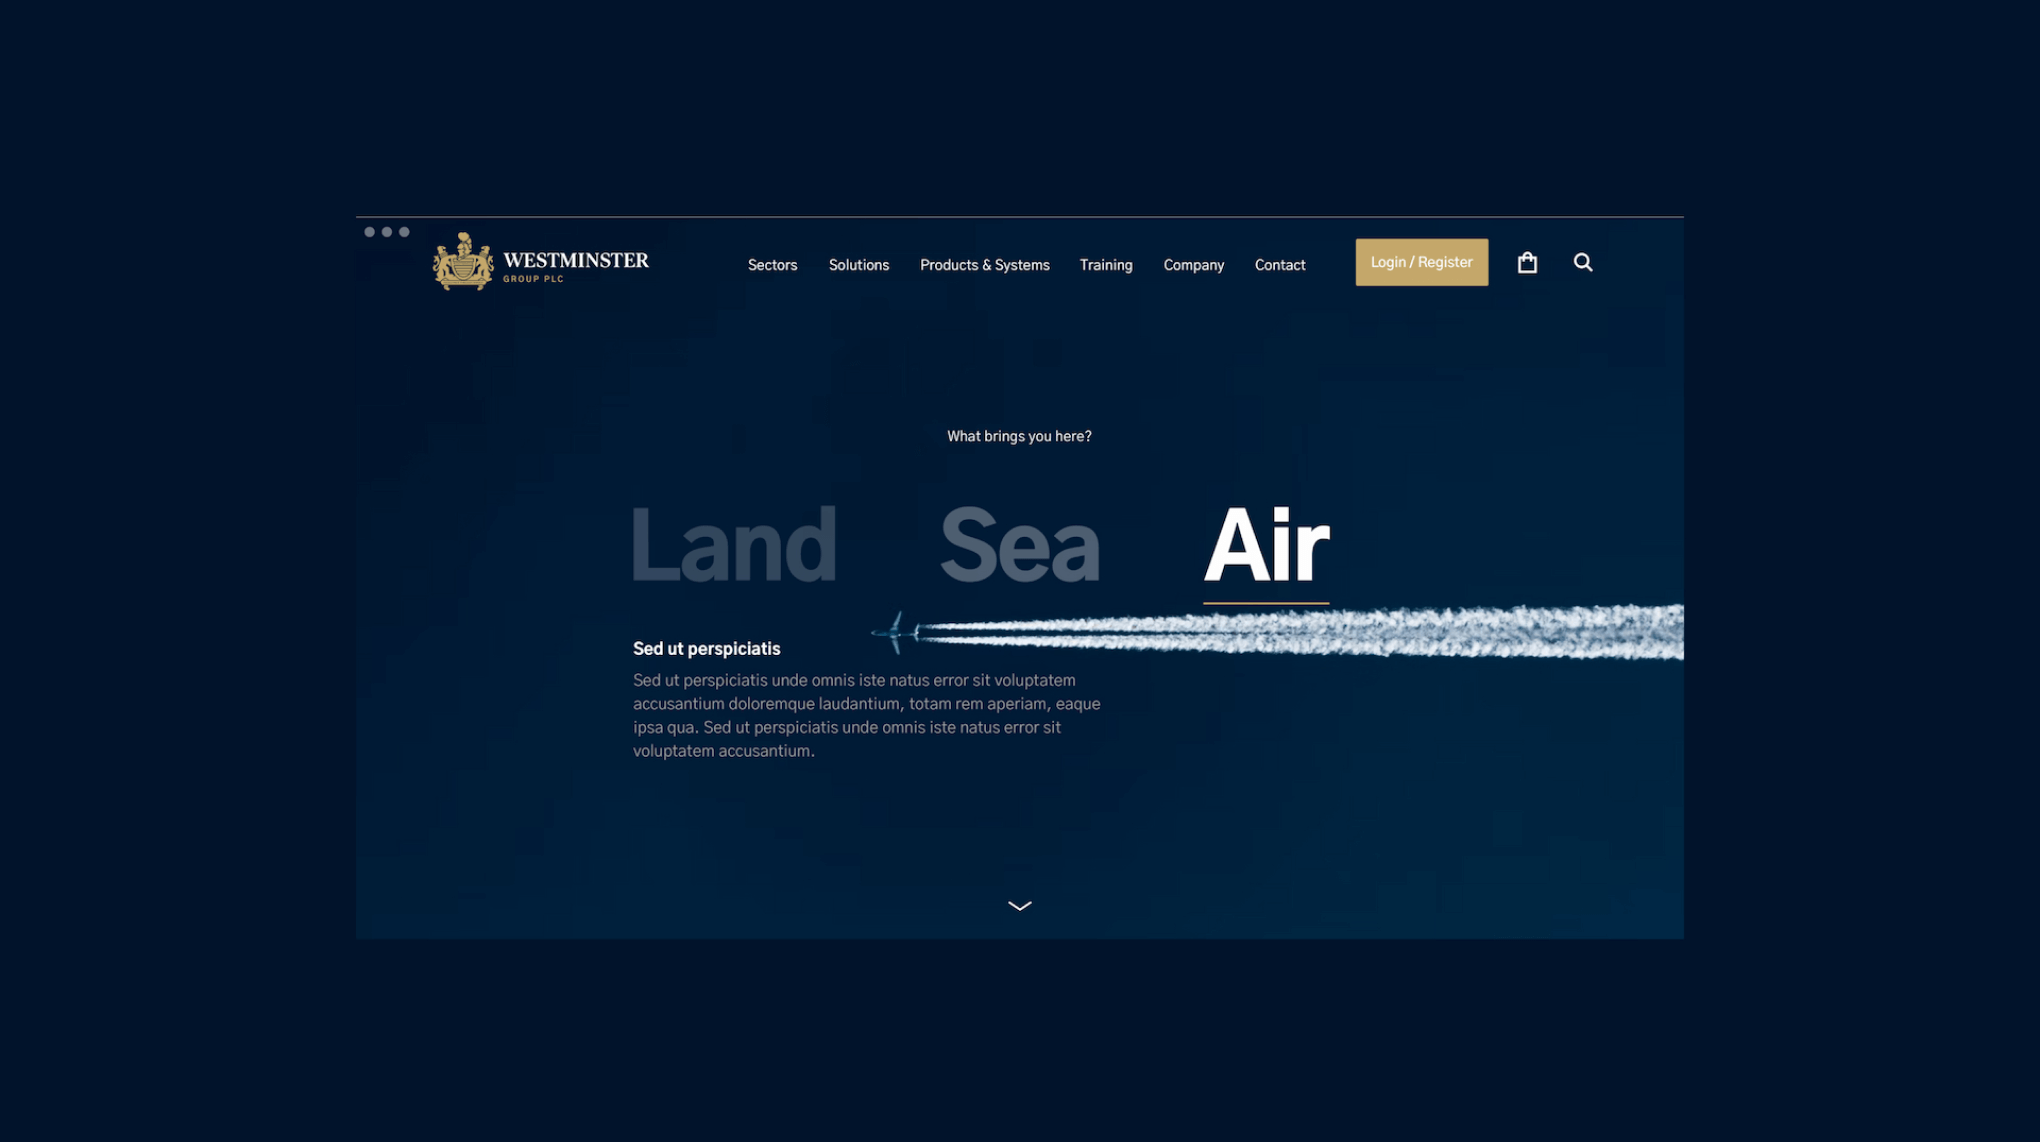 WESTMINSTER
GROUP PLC
Sectors
Solutions
Products & Systems
Training
Company
Contact
Login / Register
What brings you here?
Land
Sea
Air
Sed ut perspiciatis
Sed ut perspiciatis unde omnis iste natus error sit voluptatem
accusantium doloremque laudantium, totam rem aperiam, eaque
ipsa qua. Sed ut perspiciatis unde omnis iste natus error sit
voluptatem accusantium.